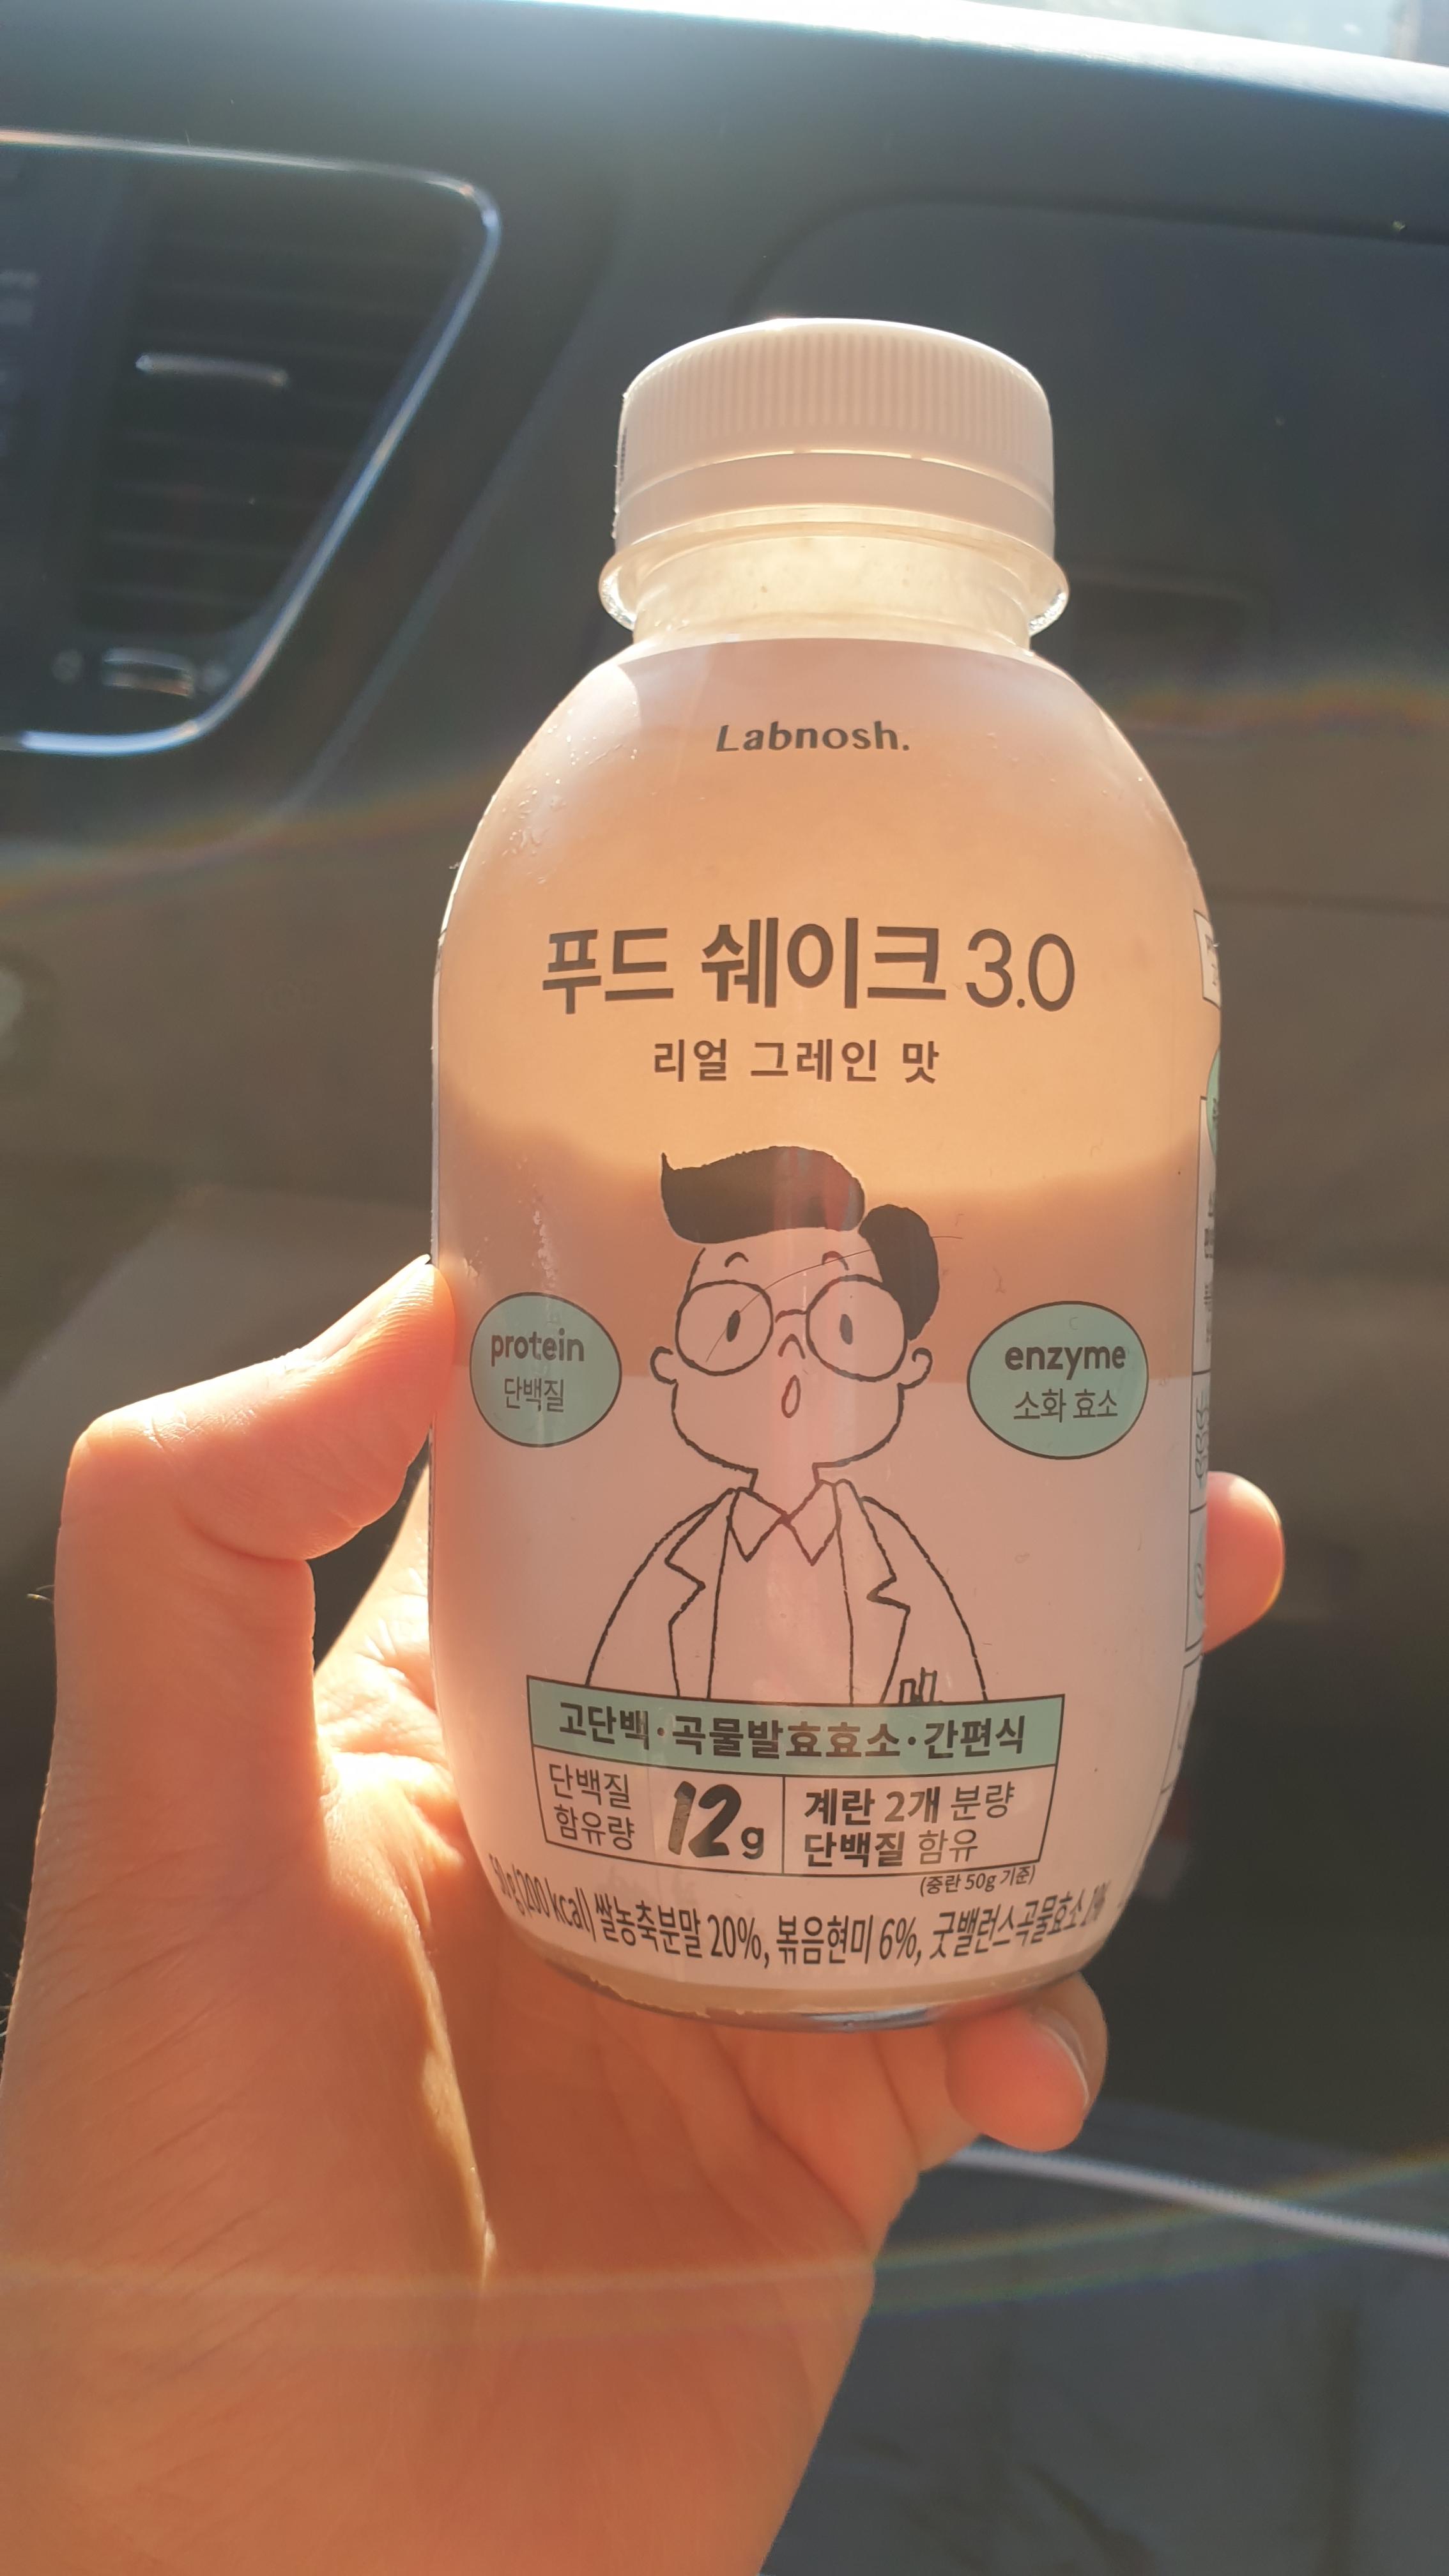 Labnosh.
푸드 쉐이크 3.0
리얼 그레인 맛
protein
단백질
enzyme
소화 효소
고단백·곡물발효효소·간편식
단백질
함유량
12g
계란 2개 분량
단백질 함유
(중란 50g 기준)
50g(200 kcal) 쌀농축분말 20%, 볶음현미 6%, 굿밸런스곡물효소